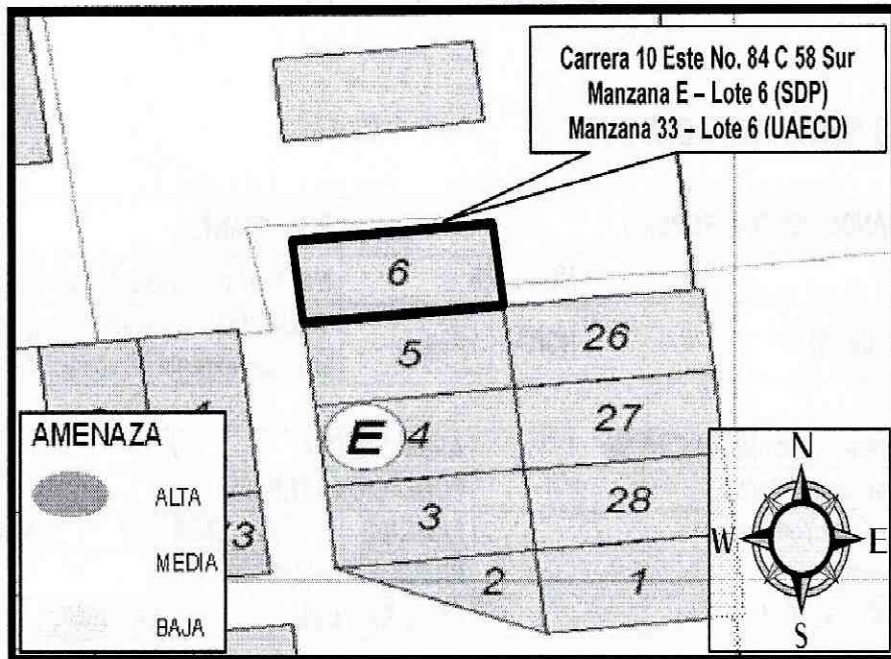 Carrera 10 Este No. 84 C 58 Sur
Manzana E – Lote 6 (SDP)
Manzana 33 – Lote 6 (UAECD)
6
5
26
E
4
27
3
28
2
1
AMENAZA
ALTA
MEDIA
BAJA
N
W
E
S